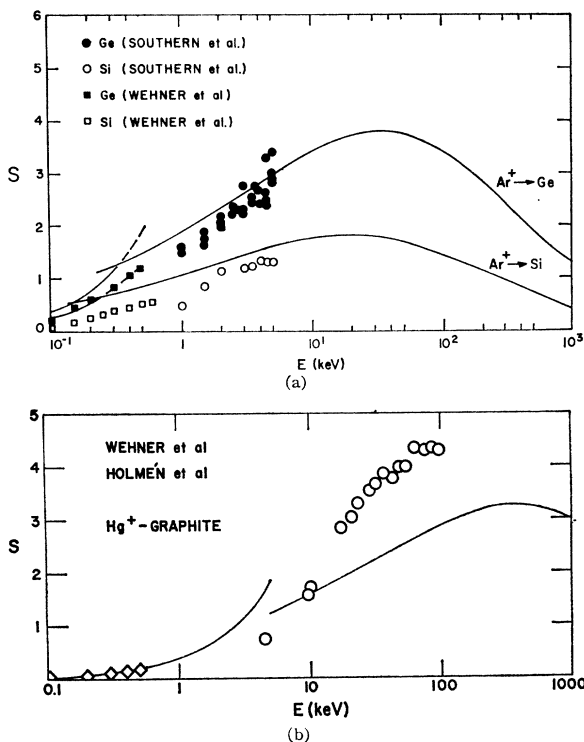 6
5
4
3
2
1
0
S
● Ge (SOUTHERN et al.)
○ Si (SOUTHERN et al.)
■ Ge (WEHNER et al)
□ Si (WEHNER et al.)
Ar⁺→Ge
Ar⁺→Si
10⁻¹ 1 10¹ 10² 10³
E (keV)
(a)
5
4
3
2
1
S
WEHNER et al
HOLMÉN et al
Hg⁺-GRAPHITE
0.1 1 10 100 1000
E (keV)
(b)